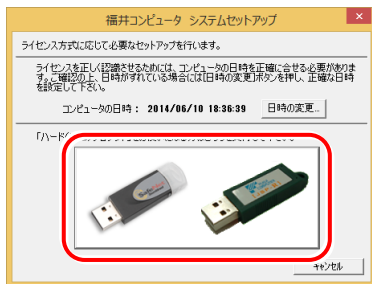 福井コンピュータ システムセットアップ
ライセンス方式に応じて必要なセットアップを行います。
ライセンスを正しく認識させるためには、コンピュータの日時を正確に合せる必要がありま
す。ご確認の上、日時がずれている場合には[日時の変更]ボタンを押し、正確な日時
を設定して下さい。
コンピュータの日時： 2014/06/10 18:36:39 日時の変更...
「ハード
キャンセル